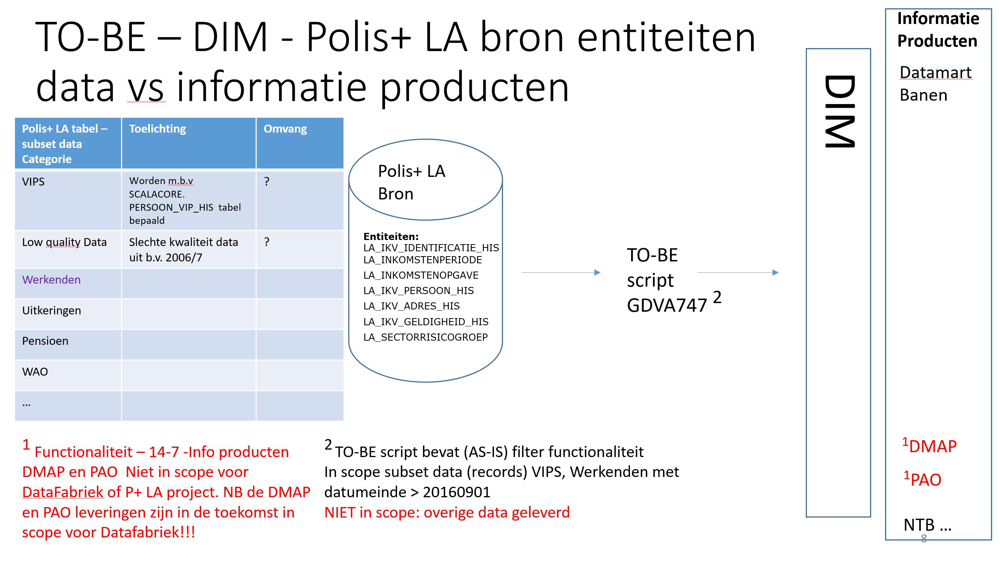 TO-BE – DIM - Polis+ LA bron entiteiten
data vs informatie producten
Polis+ LA tabel –
subset data
Categorie
Toelichting
Omvang
VIPS
Worden m.b.v
SCALACORE.
PERSOON_VIP_HIS tabel
bepaald
?
Low quality Data
Slechte kwaliteit data
uit b.v. 2006/7
?
Werkenden
Uitkeringen
Pensioen
WAO
...
Polis+ LA
Bron
Entiteiten:
LA_IKV_IDENTIFICATIE_HIS
LA_INKOMSTENPERIODE
LA_INKOMSTENOPGAVE
LA_IKV_PERSOON_HIS
LA_IKV_ADRES_HIS
LA_IKV_GELDIGHEID_HIS
LA_SECTORRISICOGROEP
TO-BE
script
GDVA747 2
DIM
Informatie
Producten
Datamart
Banen
1DMAP
1PAO
NTB ...
1 Functionaliteit – 14-7 -Info producten
DMAP en PAO Niet in scope voor
DataFabriek of P+ LA project. NB de DMAP
en PAO leveringen zijn in de toekomst in
scope voor Datafabriek!!!
2 TO-BE script bevat (AS-IS) filter functionaliteit
In scope subset data (records) VIPS, Werkenden met
datumeinde > 20160901
NIET in scope: overige data geleverd
8